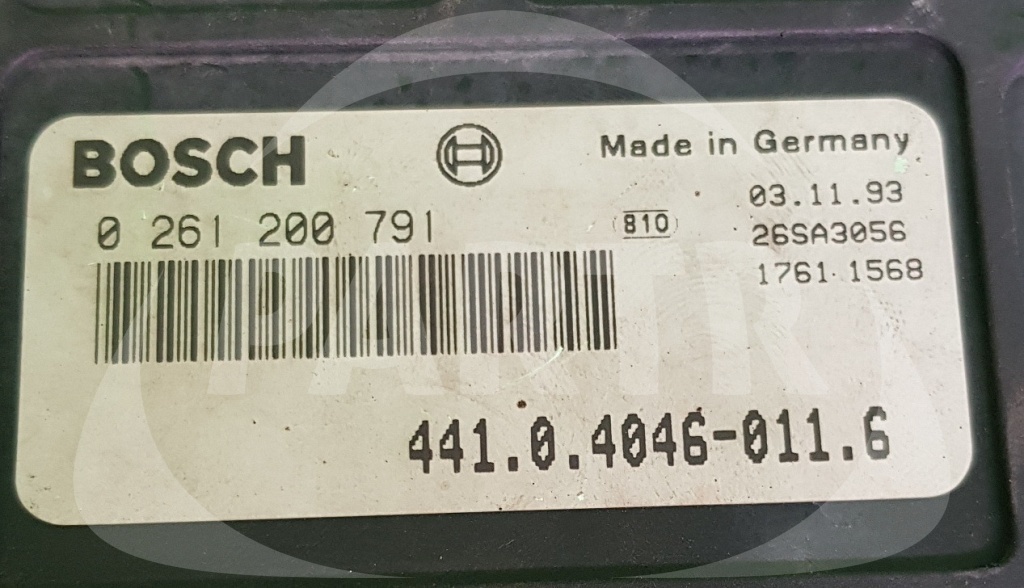 BOSCH
Made in Germany
0 261 200 791
810
03.11.93
26SA3056
1761 1568
PARTR
441.0.4046-011.6